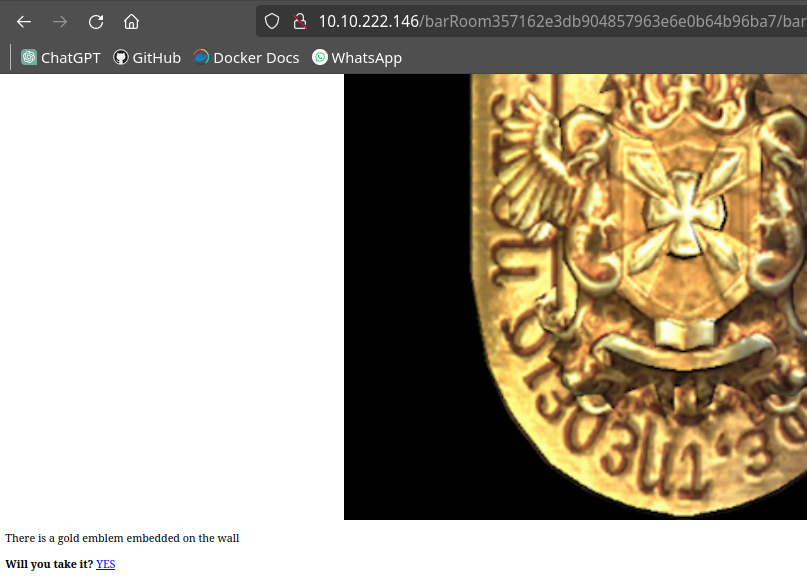 10.10.222.146/barRoom357162e3db904857963e6e0b64b96ba7/bar
ChatGPT GitHub Docker Docs WhatsApp
There is a gold emblem embedded on the wall
Will you take it? YES